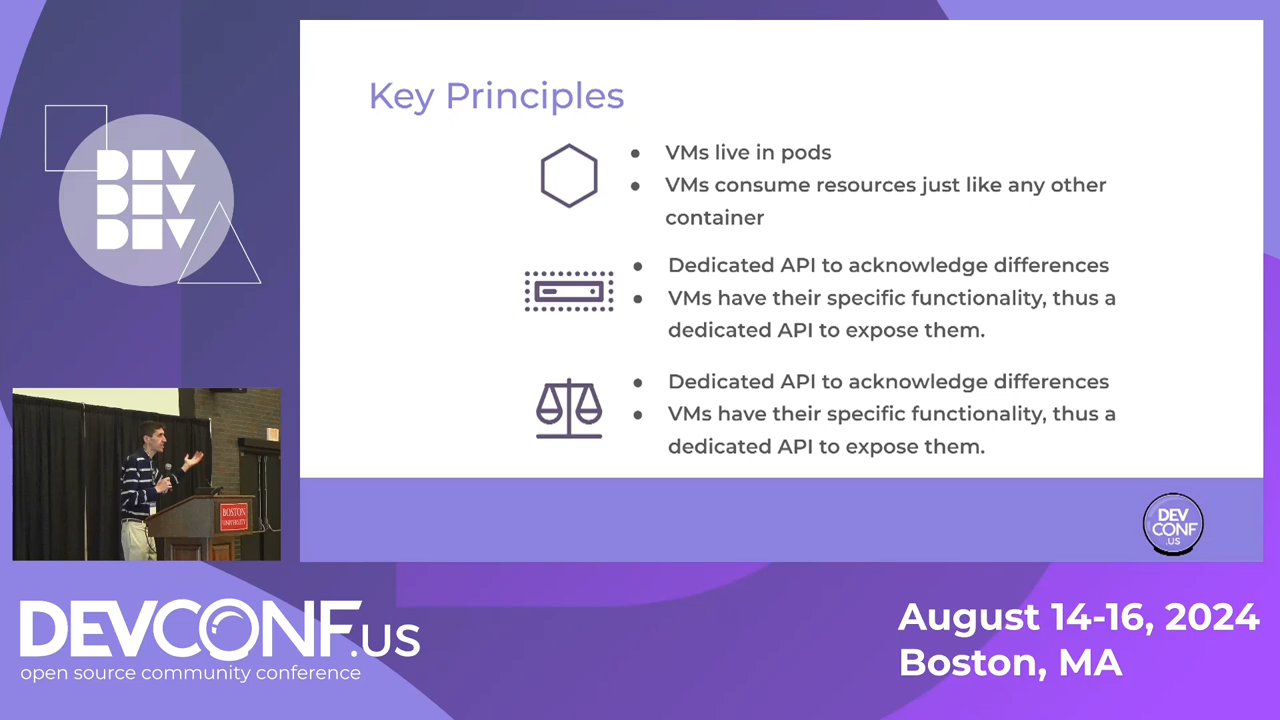 Key Principles
● VMs live in pods
● VMs consume resources just like any other
container
● Dedicated API to acknowledge differences
● VMs have their specific functionality, thus a
dedicated API to expose them.
● Dedicated API to acknowledge differences
● VMs have their specific functionality, thus a
dedicated API to expose them.
DEV
DEV
DEV
BOSTON
UNIVERSITY
DEV
CONF
.US
DEVCONF.US
open source community conference
August 14-16, 2024
Boston, MA